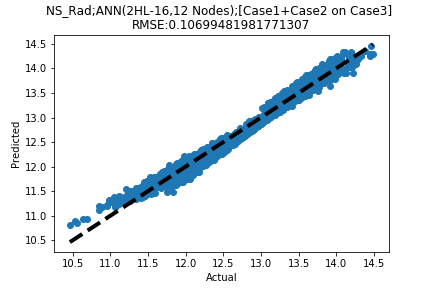 NS_Rad;ANN(2HL-16,12 Nodes);[Case1+Case2 on Case3]
RMSE:0.10699481981771307
14.5
14.0
13.5
13.0
12.5
12.0
11.5
11.0
10.5
Predicted
10.5 11.0 11.5 12.0 12.5 13.0 13.5 14.0 14.5
Actual